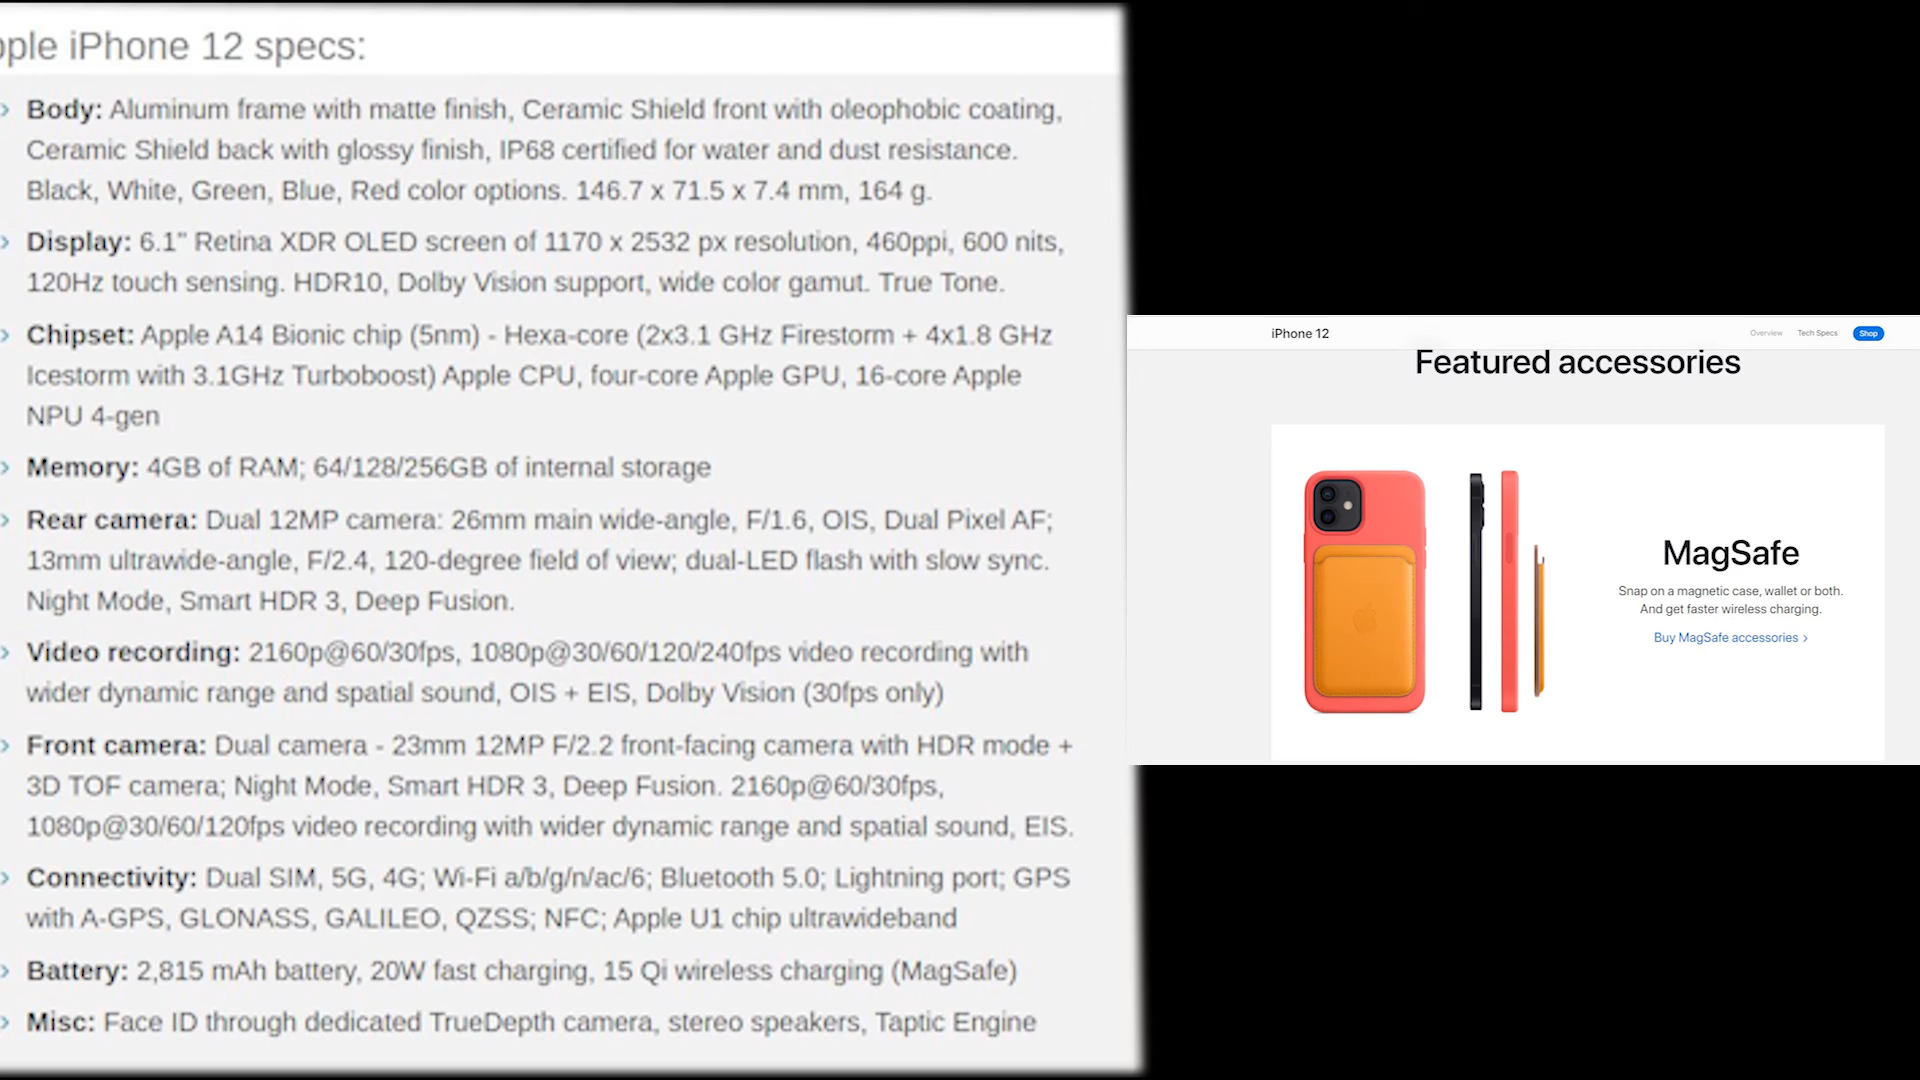 pple iPhone 12 specs:
Body: Aluminum frame with matte finish, Ceramic Shield front with oleophobic coating,
Ceramic Shield back with glossy finish, IP68 certified for water and dust resistance.
Black, White, Green, Blue, Red color options. 146.7 x 71.5 x 7.4 mm, 164 g.
Display: 6.1" Retina XDR OLED screen of 1170 x 2532 px resolution, 460ppi, 600 nits,
120Hz touch sensing. HDR10, Dolby Vision support, wide color gamut. True Tone.
Chipset: Apple A14 Bionic chip (5nm) - Hexa-core (2x3.1 GHz Firestorm + 4x1.8 GHz
Icestorm with 3.1GHz Turboboost) Apple CPU, four-core Apple GPU, 16-core Apple
NPU 4-gen
Memory: 4GB of RAM; 64/128/256GB of internal storage
Rear camera: Dual 12MP camera: 26mm main wide-angle, F/1.6, OIS, Dual Pixel AF;
13mm ultrawide-angle, F/2.4, 120-degree field of view; dual-LED flash with slow sync.
Night Mode, Smart HDR 3, Deep Fusion.
Video recording: 2160p@60/30fps, 1080p@30/60/120/240fps video recording with
wider dynamic range and spatial sound, OIS + EIS, Dolby Vision (30fps only)
Front camera: Dual camera - 23mm 12MP F/2.2 front-facing camera with HDR mode +
3D TOF camera; Night Mode, Smart HDR 3, Deep Fusion. 2160p@60/30fps,
1080p@30/60/120fps video recording with wider dynamic range and spatial sound, EIS.
Connectivity: Dual SIM, 5G, 4G; Wi-Fi a/b/g/n/ac/6; Bluetooth 5.0; Lightning port; GPS
with A-GPS, GLONASS, GALILEO, QZSS; NFC; Apple U1 chip ultrawideband
Battery: 2,815 mAh battery, 20W fast charging, 15 Qi wireless charging (MagSafe)
Misc: Face ID through dedicated TrueDepth camera, stereo speakers, Taptic Engine
iPhone 12
Overview Tech Specs Shop
Featured accessories
MagSafe
Snap on a magnetic case, wallet or both.
And get faster wireless charging.
Buy MagSafe accessories >